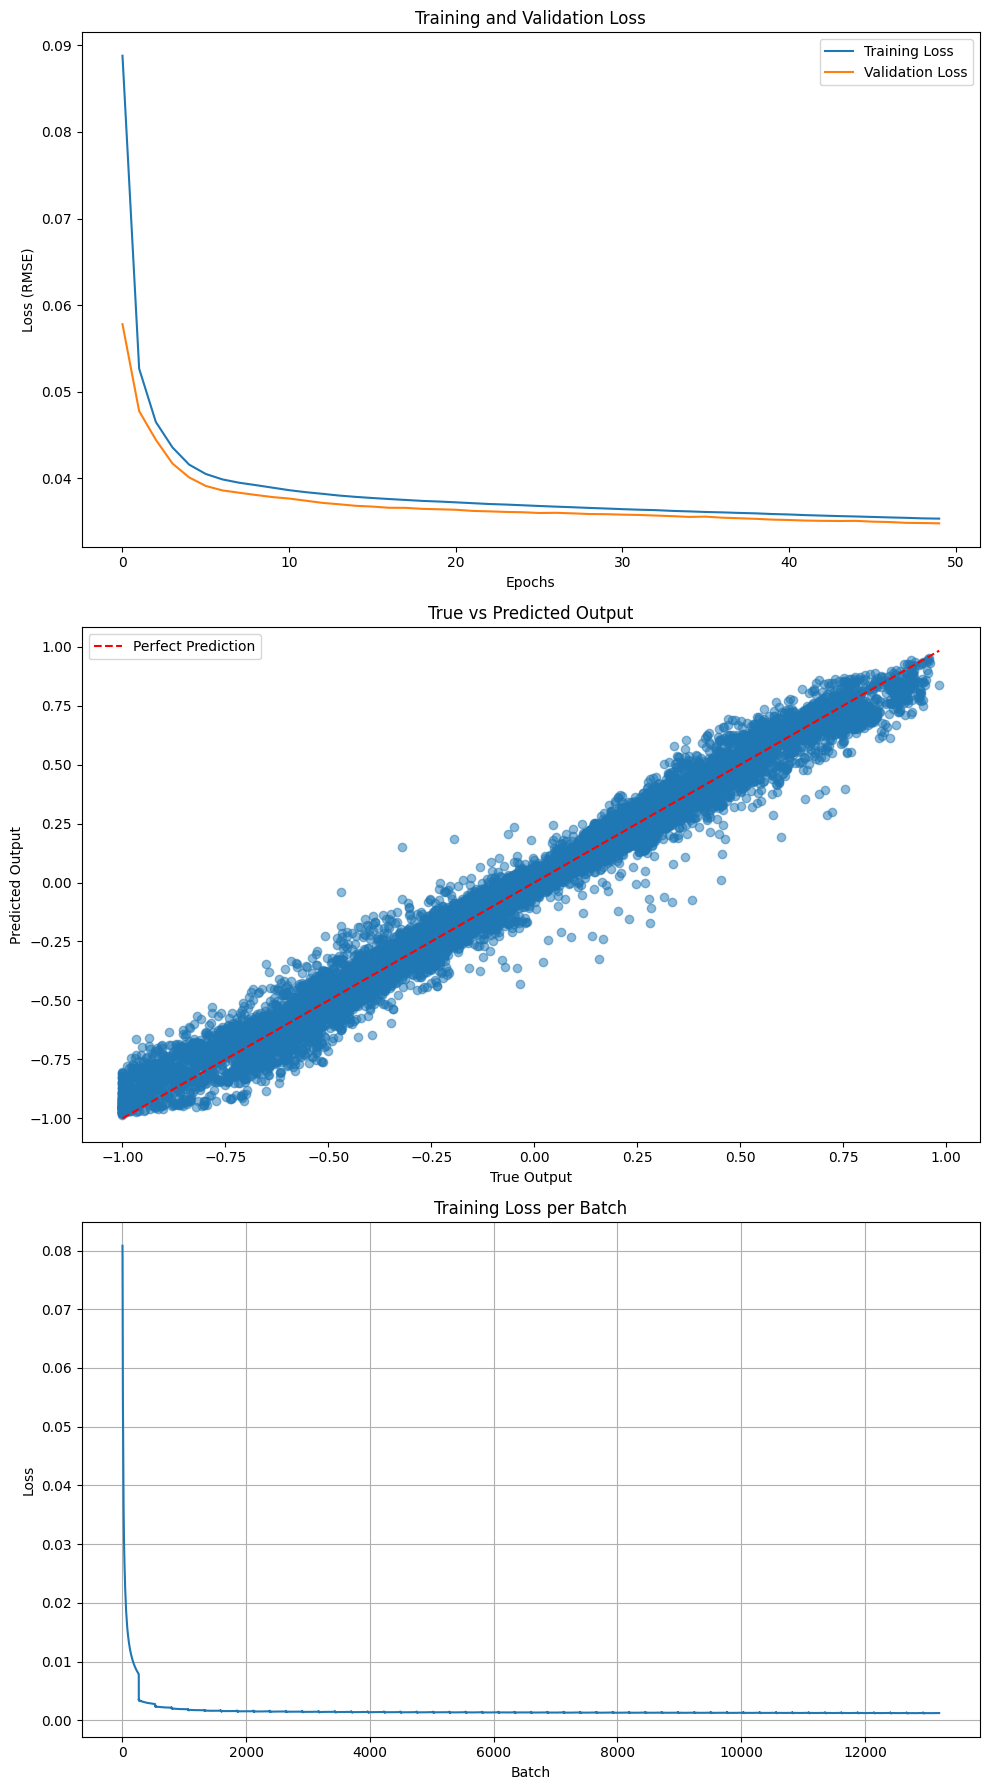 Training and Validation Loss
Loss (RMSE)
0.09
0.08
0.07
0.06
0.05
0.04
Training Loss
Validation Loss
0 10 20 30 40 50
Epochs
True vs Predicted Output
Predicted Output
1.00
0.75
0.50
0.25
0.00
−0.25
−0.50
−0.75
−1.00
Perfect Prediction
−1.00 −0.75 −0.50 −0.25 0.00 0.25 0.50 0.75 1.00
True Output
Training Loss per Batch
Loss
0.08
0.07
0.06
0.05
0.04
0.03
0.02
0.01
0.00
0 2000 4000 6000 8000 10000 12000
Batch